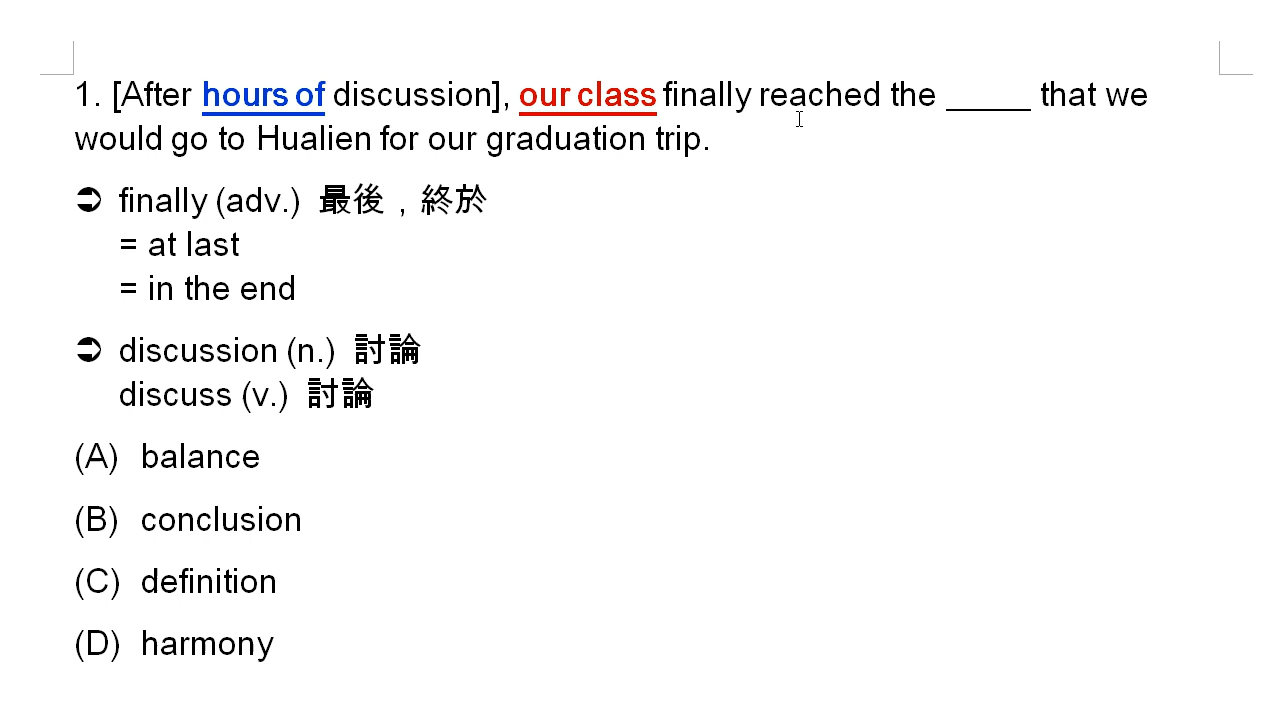 1. [After hours of discussion], our class finally reached the _____ that we
would go to Hualien for our graduation trip.
➲ finally (adv.) 最後，終於
= at last
= in the end
➲ discussion (n.) 討論
discuss (v.) 討論
(A) balance
(B) conclusion
(C) definition
(D) harmony